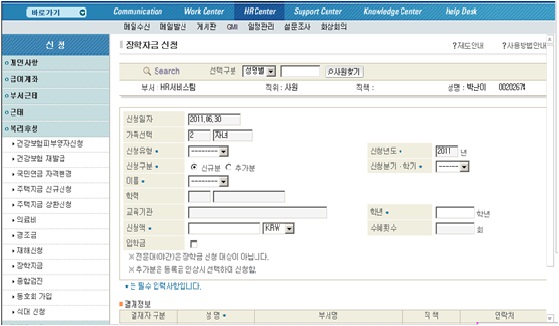 바로가기
Communication Work Center HR Center Support Center Knowledge Center Help Desk
메일수신 메일발신 게시판 GMI 일정관리 설문조사 화상회의
신 청
개인사항
급여계좌
부서근태
근태
복리후생
건강보험피부양자신청
건강보험 재발급
국민연금 자격변경
주택자금 신규신청
주택자금 상환신청
의료비
경조금
재해신청
장학지금
종합검진
동호회 가입
식대 신청
장학자금 신청
?제도안내 ?사용방법안내
Search 선택구분 성명별 사원찾기
부서 : HR서비스팀 직위 : 사원 직책 : 성명 : 박난이 00202674
신청일자 2011,06,30
가족선택 2 자녀
신청유형 * -------- 신청년도 * 2011 년
신청구분 * 신규분 추가분 신청분기·학기 * -----
이름 * --------
학력
교육기관 학년 * 학년
신청액 * KRW 수혜횟수 회
입학금
※ 전문대(야간)은 장학금 신청 대상이 아닙니다.
※ 추가분은 등록금 인상시 선택하여 신청함.
* 는 필수 입력사항입니다.
결재정보
결재자 구분 성 명 * 부서명 직 책 연락처